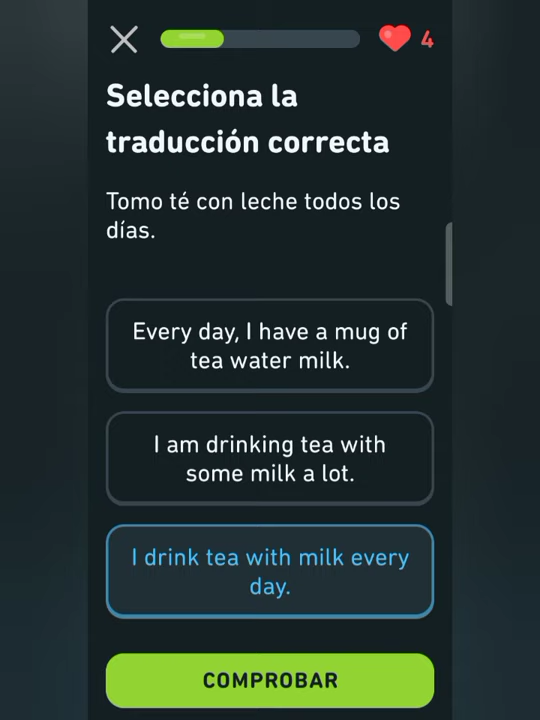 4
Selecciona la
traducción correcta
Tomo té con leche todos los
días.
Every day, I have a mug of
tea water milk.
I am drinking tea with
some milk a lot.
I drink tea with milk every
day.
COMPROBAR